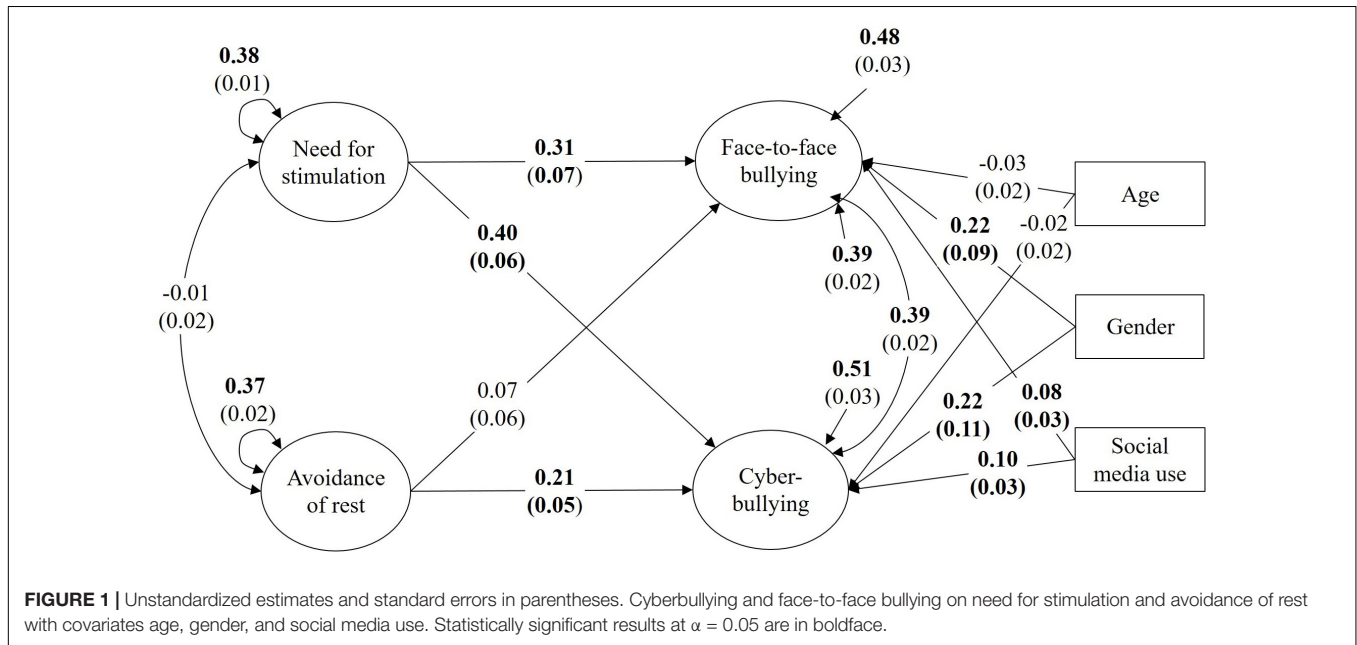 0.38
(0.01)
0.48
(0.03)
Need for
stimulation
0.31
(0.07)
Face-to-face
bullying
-0.03
(0.02)
Age
0.40
(0.06)
0.22
(0.09)
-0.02
(0.02)
0.39
(0.02)
-0.01
(0.02)
0.39
(0.02)
Gender
0.37
(0.02)
0.07
(0.06)
0.51
(0.03)
0.22
(0.11)
0.08
(0.03)
Avoidance
of rest
0.21
(0.05)
Cyber-
bullying
0.10
(0.03)
Social
media use
FIGURE 1 | Unstandardized estimates and standard errors in parentheses. Cyberbullying and face-to-face bullying on need for stimulation and avoidance of rest
with covariates age, gender, and social media use. Statistically significant results at α = 0.05 are in boldface.